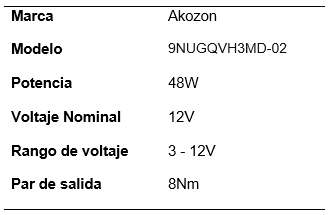 Marca Akozon
Modelo 9NUGQVH3MD-02
Potencia 48W
Voltaje Nominal 12V
Rango de voltaje 3 - 12V
Par de salida 8Nm